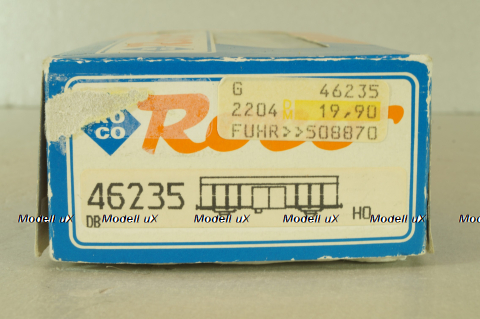 G 46235
2204 19,90
FUHR>>508870
CO
46235
DB
HO
Modell uX Modell uX Modell uX Modell uX Modell uX